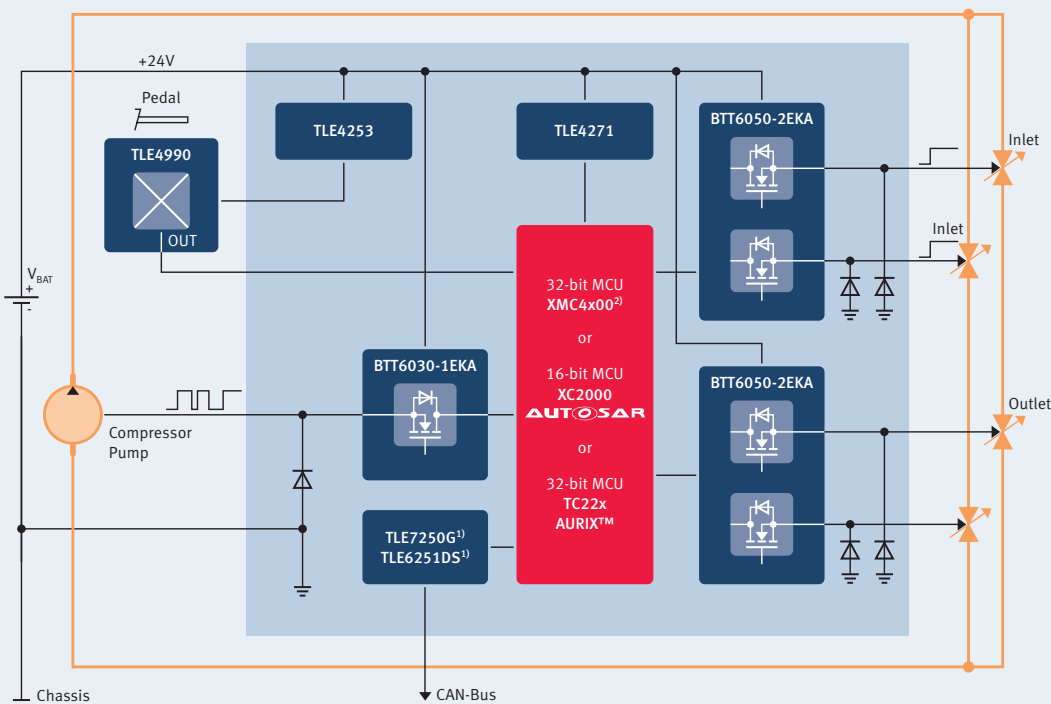 +24V
Pedal
TLE4990
OUT
TLE4253
TLE4271
BTT6050-2EKA
Inlet
Inlet
V_BAT
+
-
32-bit MCU
XMC4x00²⁾
or
16-bit MCU
XC2000
AUTOSAR
or
32-bit MCU
TC22x
AURIX™
BTT6030-1EKA
BTT6050-2EKA
Outlet
Compressor
Pump
TLE7250G¹⁾
TLE6251DS¹⁾
Chassis
CAN-Bus